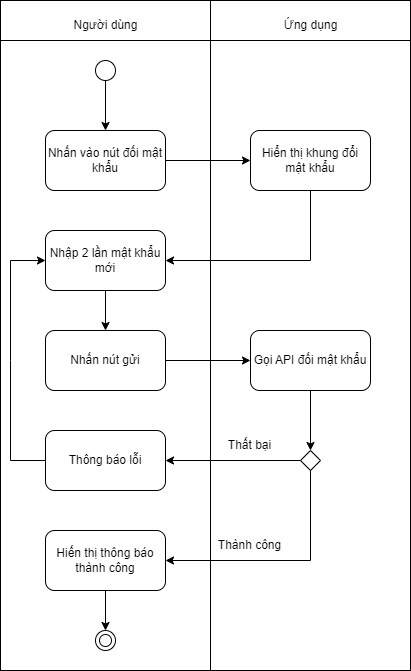 Người dùng
Ứng dụng
Nhấn vào nút đổi mật
khẩu
Hiển thị khung đổi
mật khẩu
Nhập 2 lần mật khẩu
mới
Nhấn nút gửi
Gọi API đổi mật khẩu
Thất bại
Thông báo lỗi
Thành công
Hiển thị thông báo
thành công